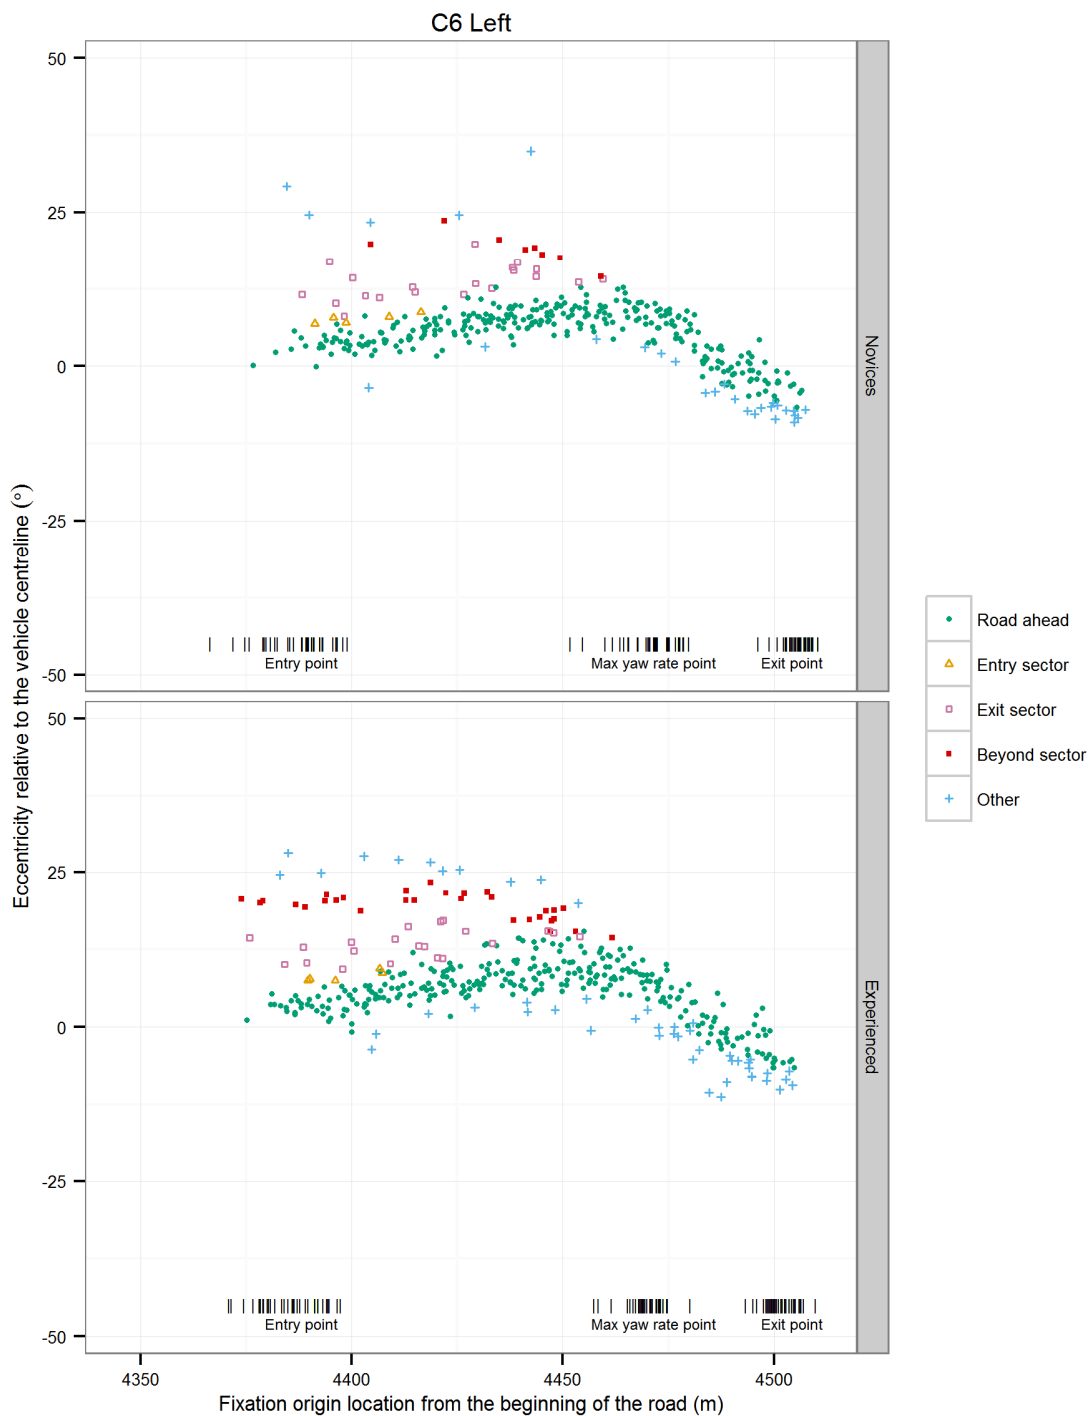 C6 Left
Eccentricity relative to the vehicle centreline (°)
50
25
0
-25
-50
Entry point
Max yaw rate point
Exit point
Novices
50
25
0
-25
-50
Entry point
Max yaw rate point
Exit point
Experienced
4350
4400
4450
4500
Fixation origin location from the beginning of the road (m)
Road ahead
Entry sector
Exit sector
Beyond sector
Other